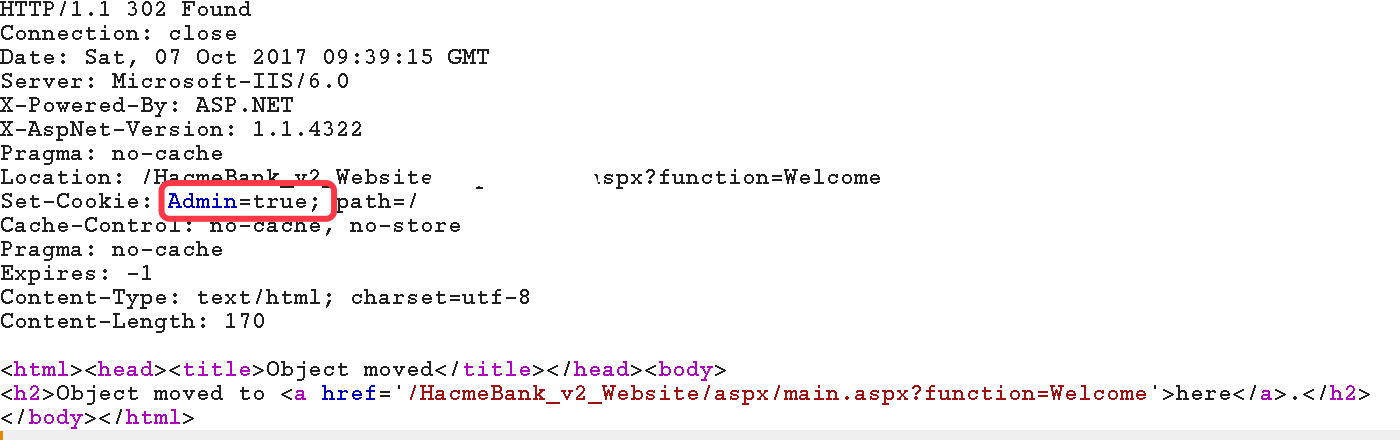 HTTP/1.1 302 Found
Connection: close
Date: Sat, 07 Oct 2017 09:39:15 GMT
Server: Microsoft-IIS/6.0
X-Powered-By: ASP.NET
X-AspNet-Version: 1.1.4322
Pragma: no-cache
Location: /HacmeBank_v2_Website spx?function=Welcome
Set-Cookie: Admin=true; path=/
Cache-Control: no-cache, no-store
Pragma: no-cache
Expires: -1
Content-Type: text/html; charset=utf-8
Content-Length: 170
<html><head><title>Object moved</title></head><body>
<h2>Object moved to <a href='/HacmeBank_v2_Website/aspx/main.aspx?function=Welcome'>here</a>.</h2>
</body></html>